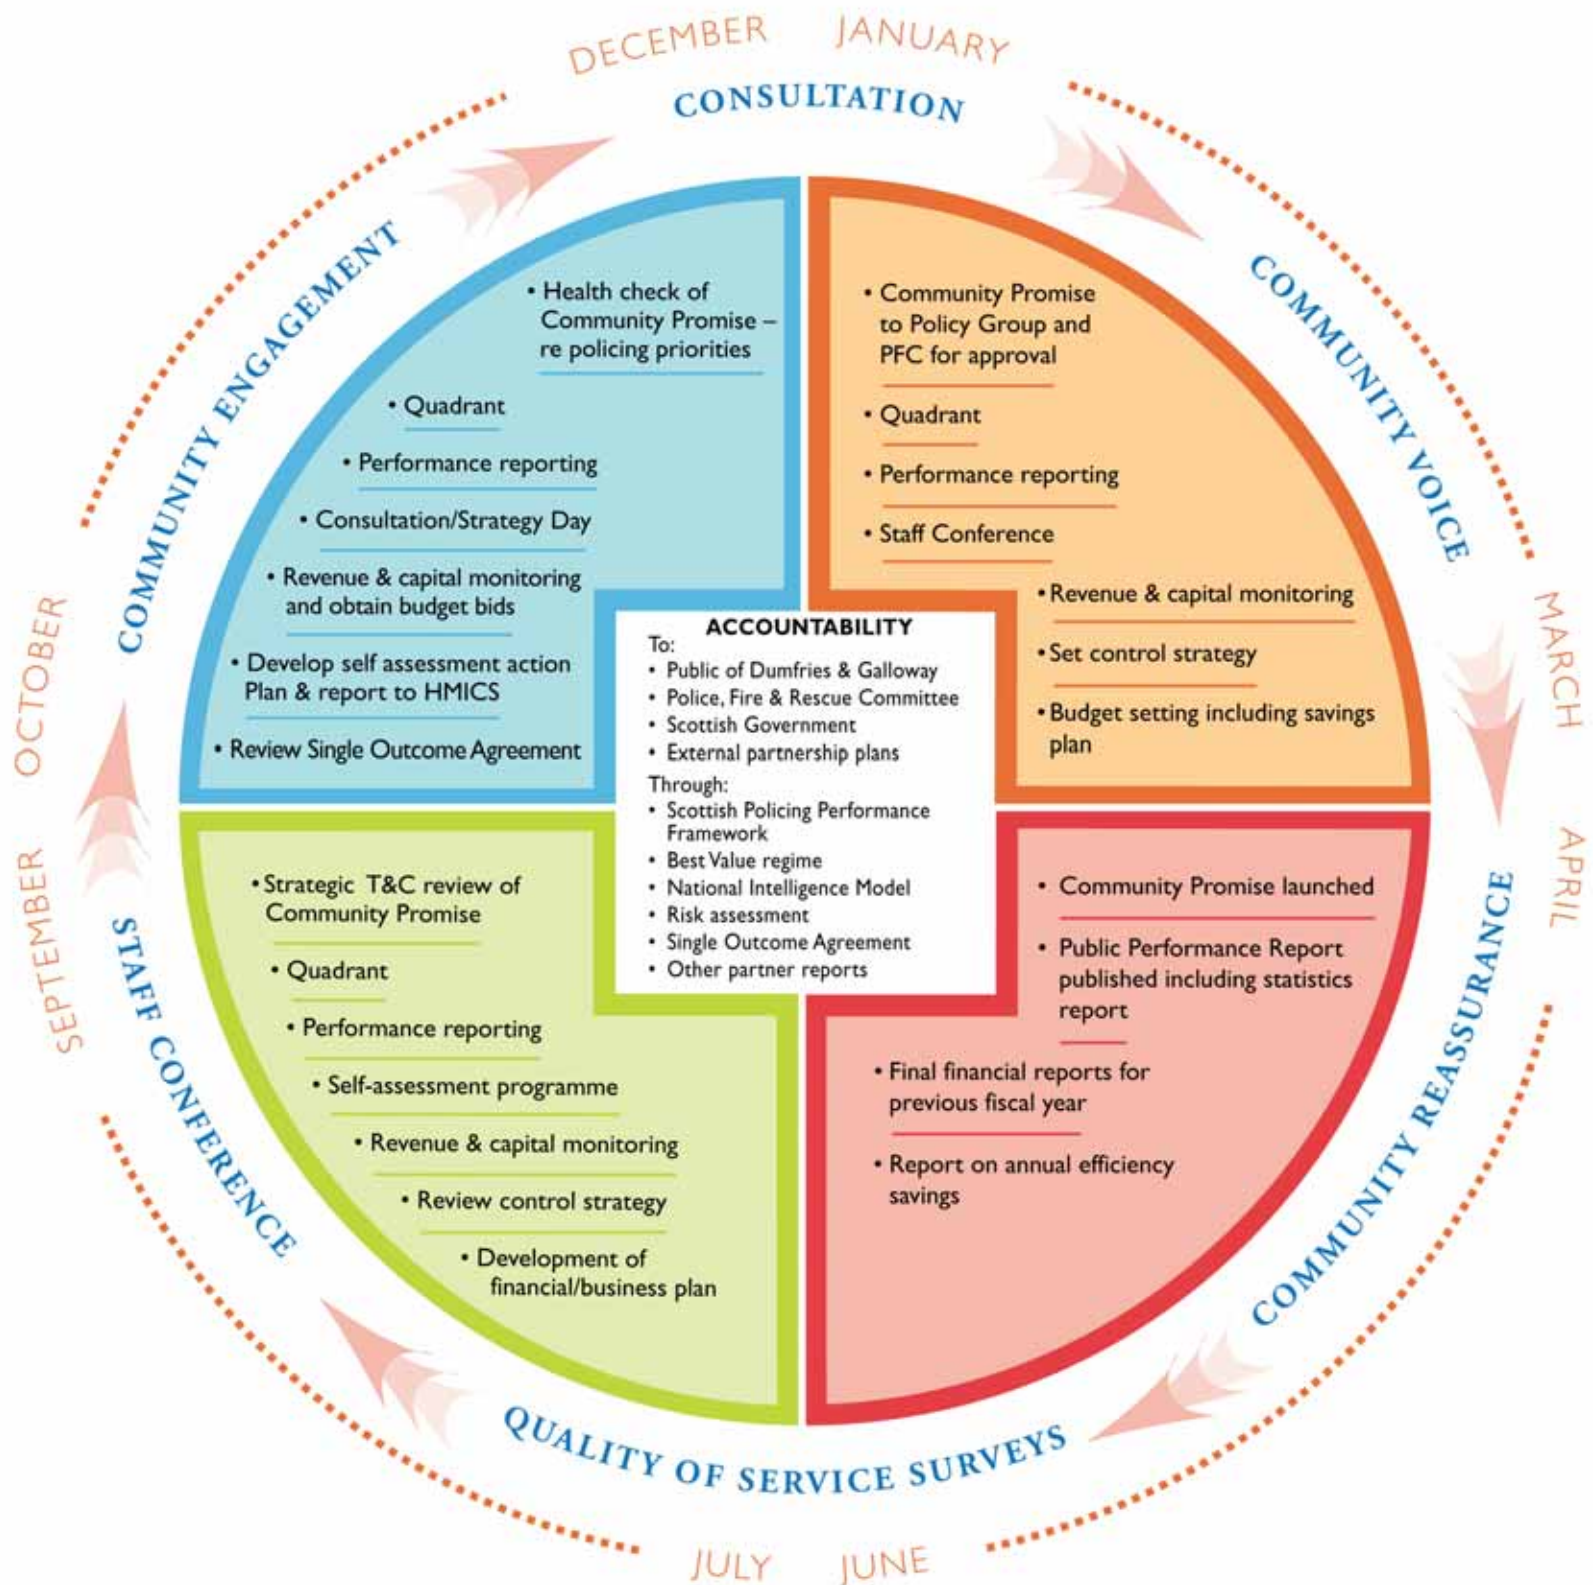 DECEMBER JANUARY
CONSULTATION
COMMUNITY VOICE
MARCH
APRIL
COMMUNITY REASSURANCE
JUNE
JULY
QUALITY OF SERVICE SURVEYS
STAFF CONFERENCE
SEPTEMBER
OCTOBER
COMMUNITY ENGAGEMENT
• Health check of
Community Promise –
re policing priorities
• Quadrant
• Performance reporting
• Consultation/Strategy Day
• Revenue & capital monitoring
and obtain budget bids
• Develop self assessment action
Plan & report to HMICS
• Review Single Outcome Agreement
• Community Promise
to Policy Group and
PFC for approval
• Quadrant
• Performance reporting
• Staff Conference
• Revenue & capital monitoring
• Set control strategy
• Budget setting including savings
plan
ACCOUNTABILITY
To:
• Public of Dumfries & Galloway
• Police, Fire & Rescue Committee
• Scottish Government
• External partnership plans
Through:
• Scottish Policing Performance
Framework
• Best Value regime
• National Intelligence Model
• Risk assessment
• Single Outcome Agreement
• Other partner reports
• Strategic T&C review of
Community Promise
• Quadrant
• Performance reporting
• Self-assessment programme
• Revenue & capital monitoring
• Review control strategy
• Development of
financial/business plan
• Community Promise launched
• Public Performance Report
published including statistics
report
• Final financial reports for
previous fiscal year
• Report on annual efficiency
savings